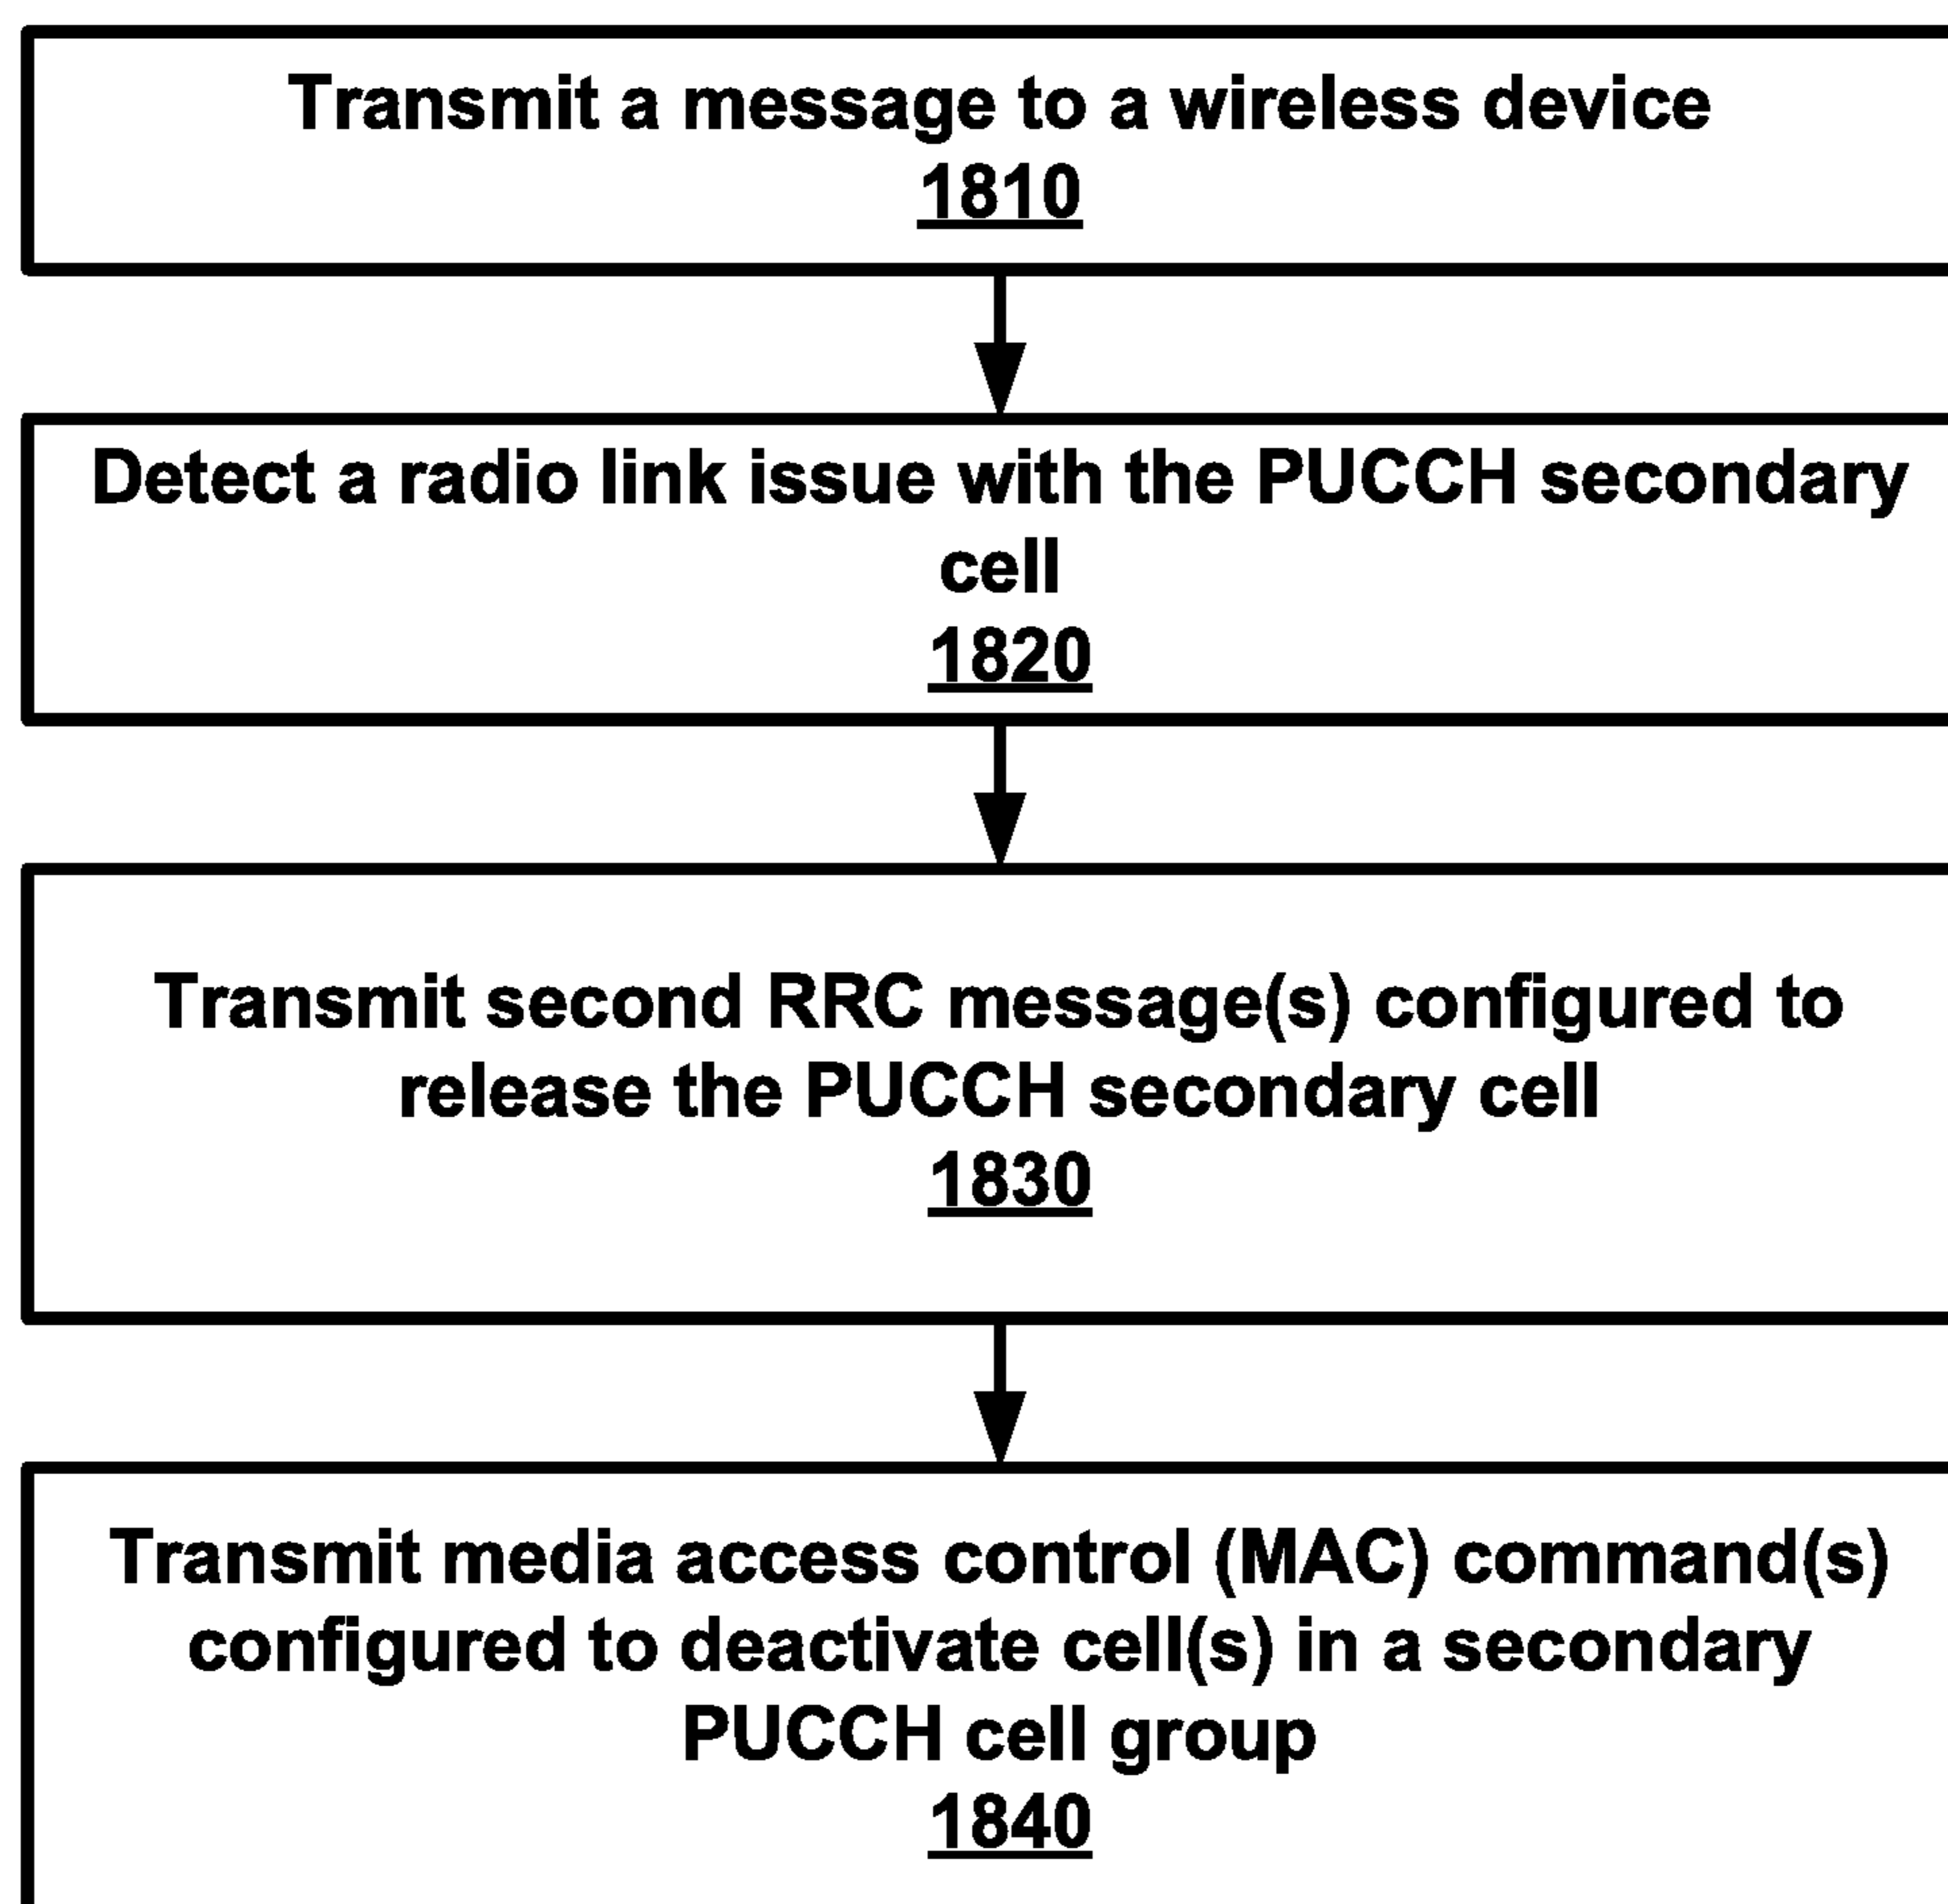 Transmit a message to a wireless device
1810
Detect a radio link issue with the PUCCH secondary
cell
1820
Transmit second RRC message(s) configured to
release the PUCCH secondary cell
1830
Transmit media access control (MAC) command(s)
configured to deactivate cell(s) in a secondary
PUCCH cell group
1840